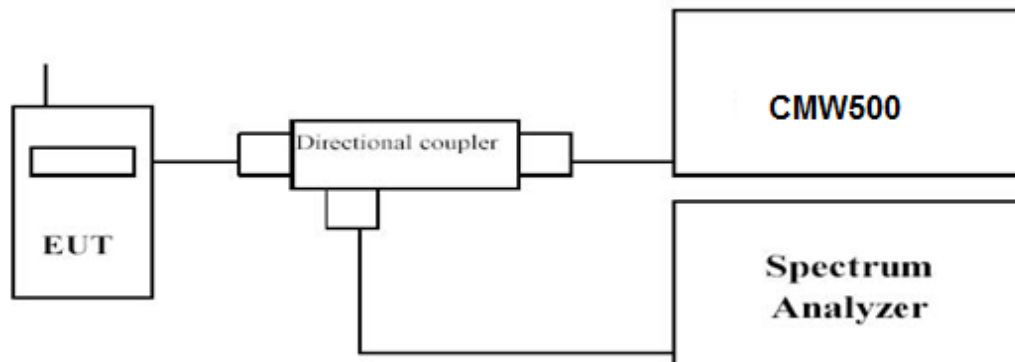 CMW500
Directional coupler
EUT
Spectrum
Analyzer